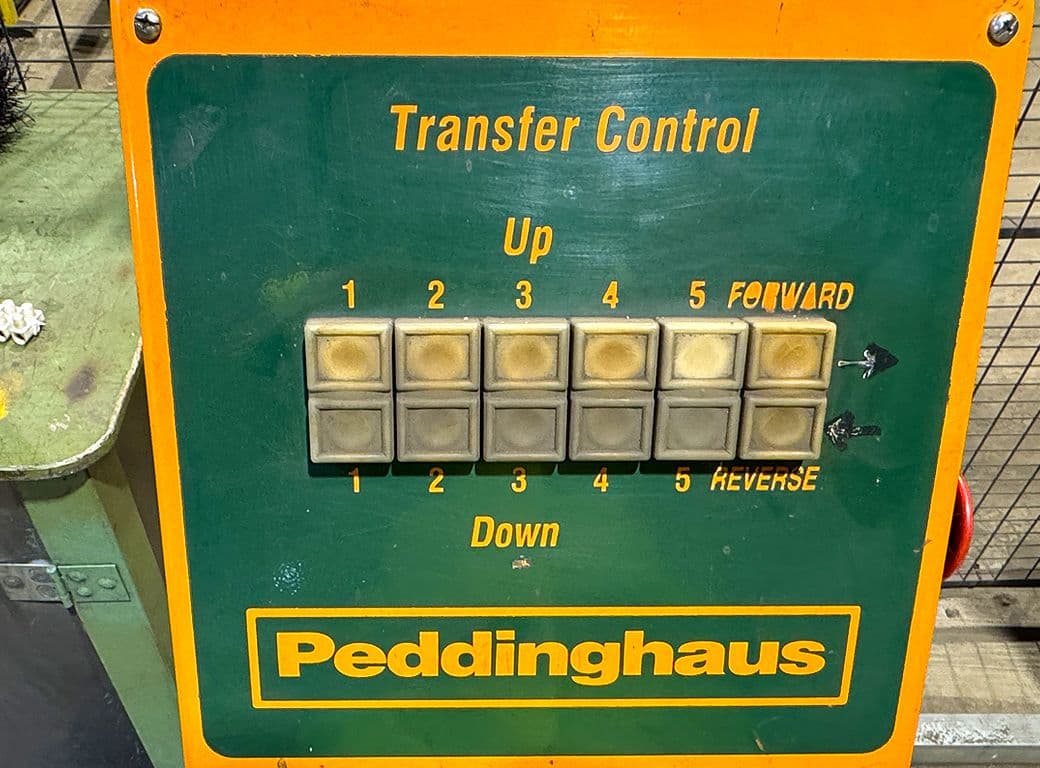 Transfer Control
Up
1 2 3 4 5 FORWARD
1 2 3 4 5 REVERSE
Down
Peddinghaus